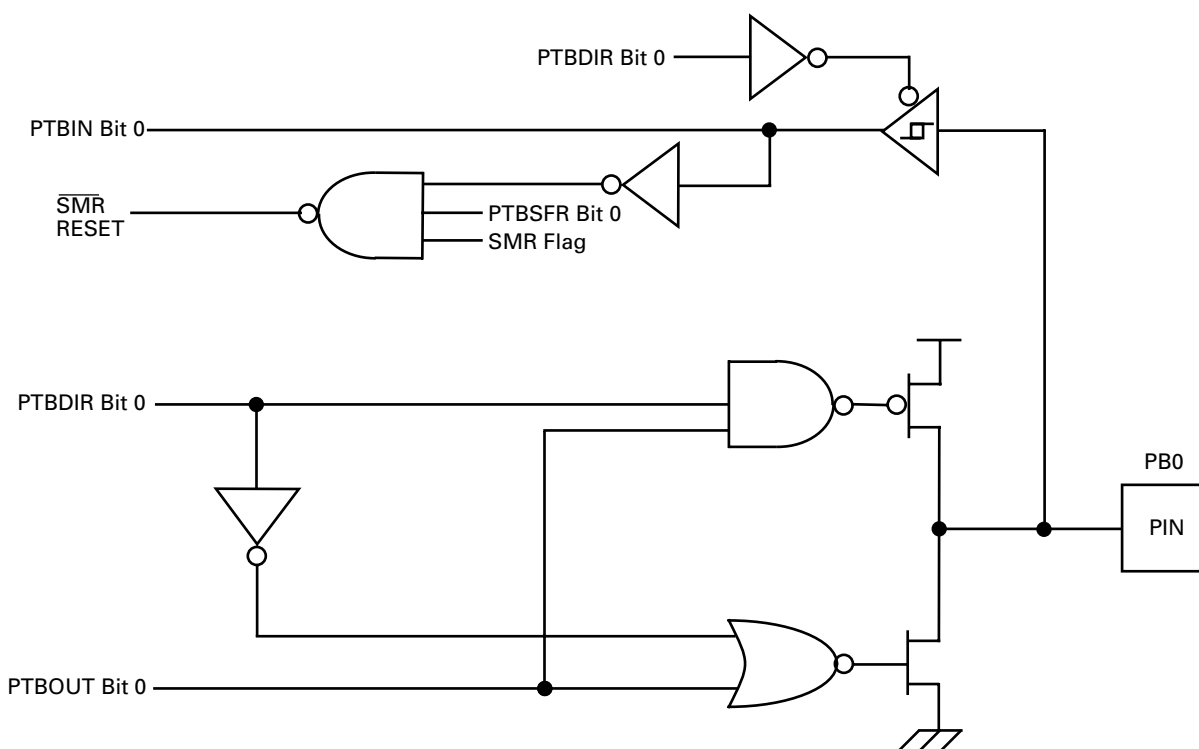 PTBDIR Bit 0
PTBIN Bit 0
SMR
RESET
PTBSFR Bit 0
SMR Flag
PTBDIR Bit 0
PB0
PIN
PTBOUT Bit 0